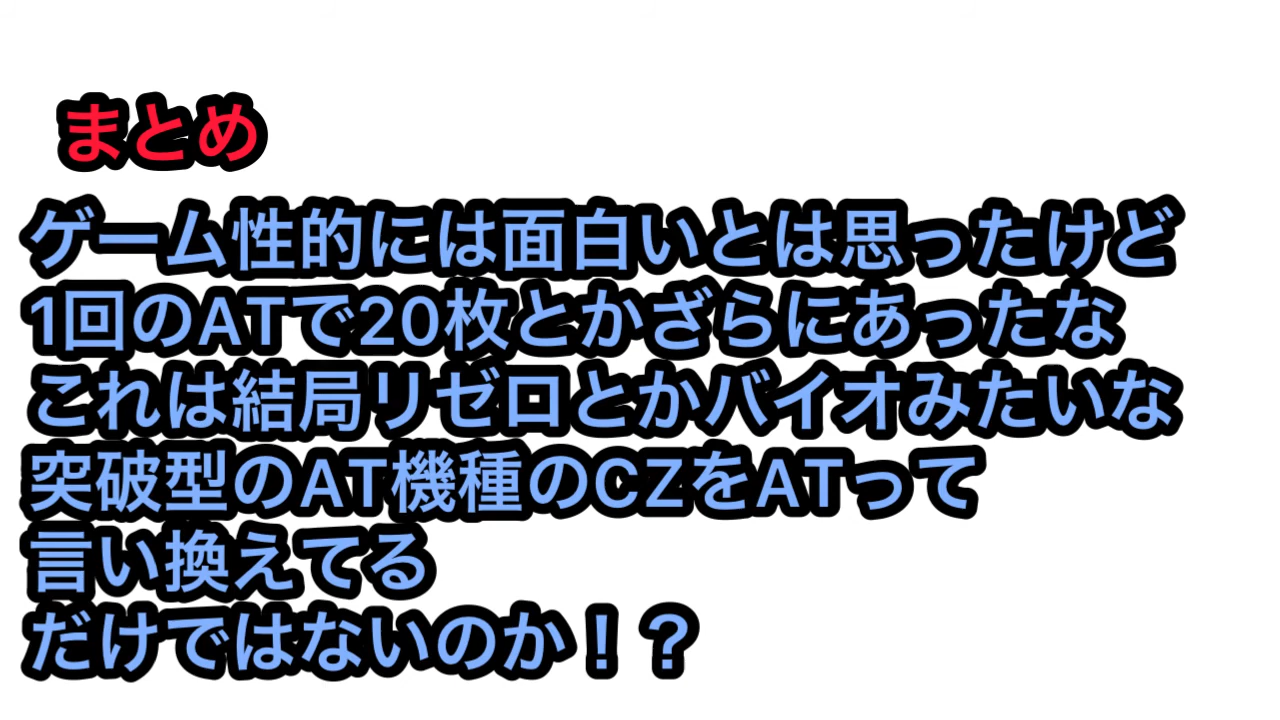 まとめ
ゲーム性的には面白いとは思ったけど
1回のATで20枚とかざらにあったな
これは結局リゼロとかバイオみたいな
突破型のAT機種のCZをATって
言い換えてる
だけではないのか！？